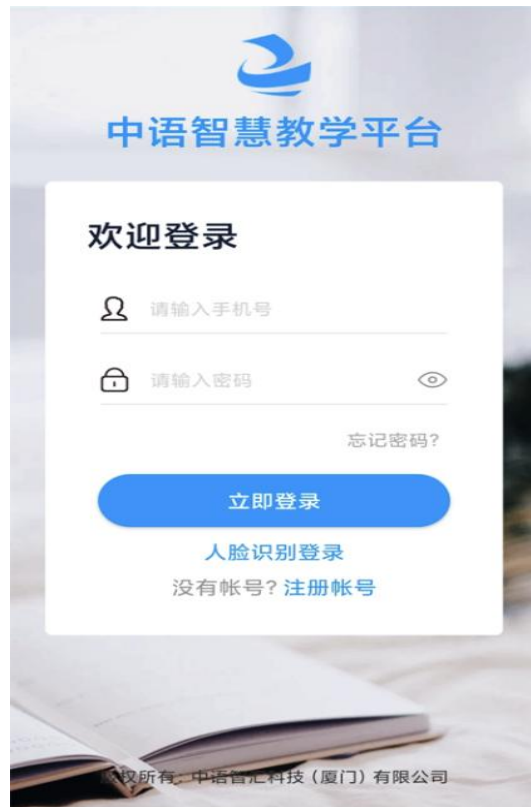 中语智慧教学平台
欢迎登录
请输入手机号
请输入密码
忘记密码?
立即登录
人脸识别登录
没有帐号? 注册帐号
版权所有: 中语智汇科技 (厦门) 有限公司